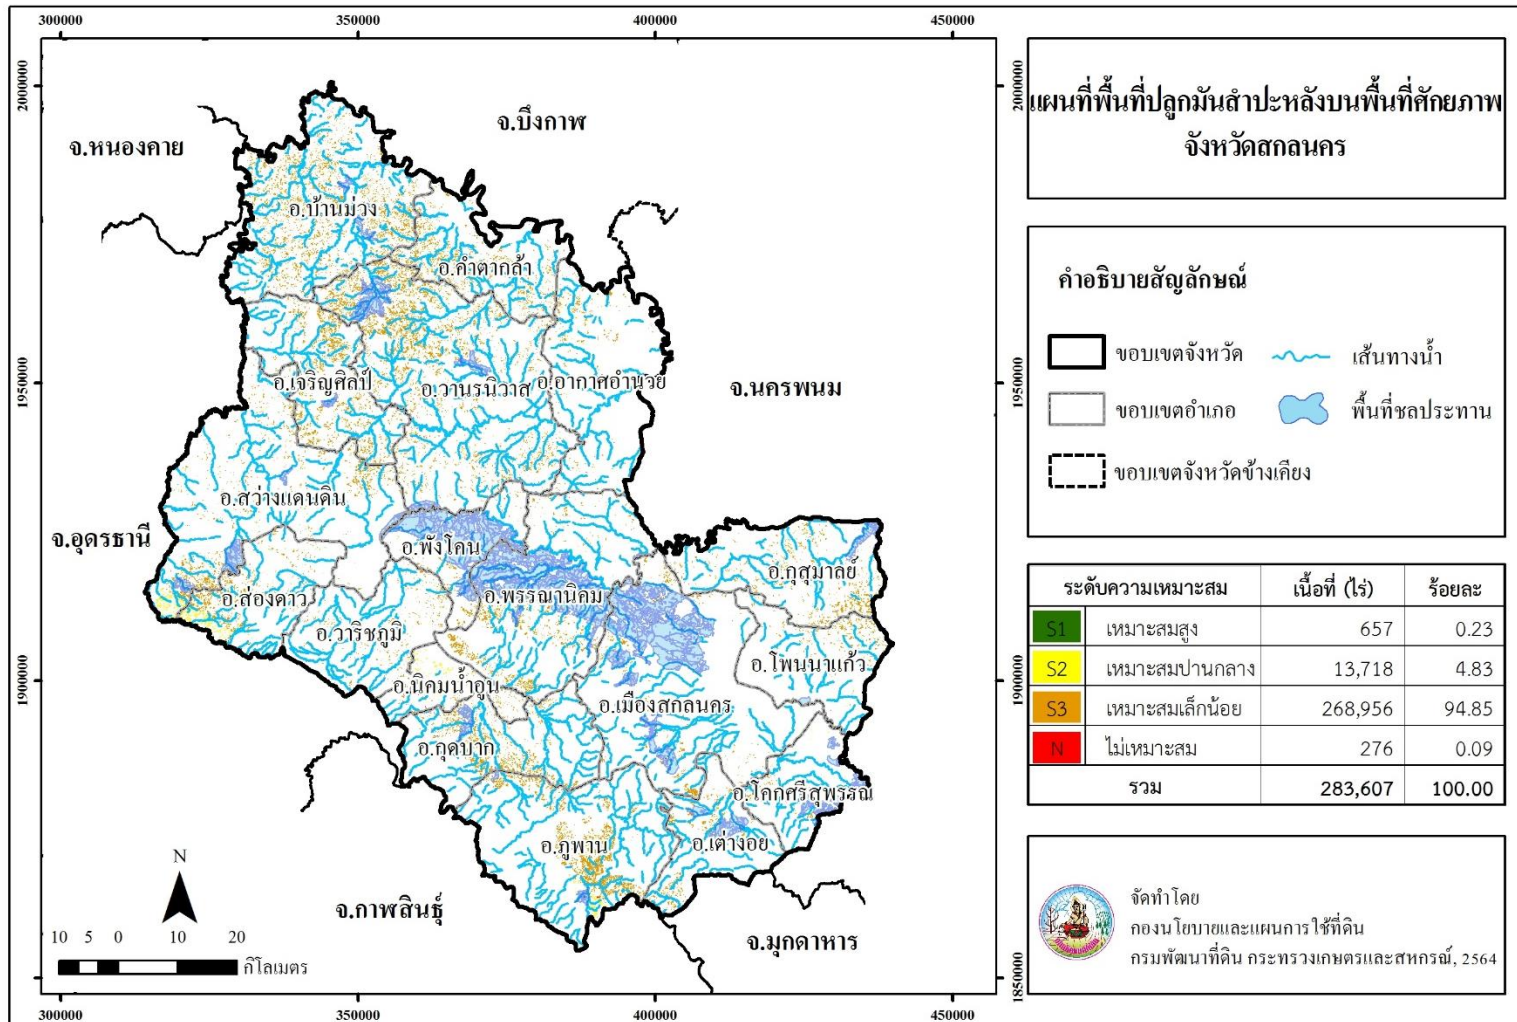 300000 350000 400000 450000
2000000
1950000
1900000
1850000
จ.บึงกาฬ
จ.หนองคาย
อ.บ้านม่วง
อ.คำตากล้า
อ.เจริญศิลป์
อ.วานรนิวาส
อ.อากาศอำนวย
จ.นครพนม
อ.สว่างแดนดิน
จ.อุดรธานี
อ.พังโคน
อ.ส่องดาว
อ.พรรณานิคม
อ.กุสุมาลย์
อ.วาริชภูมิ
อ.โพนนาแก้ว
อ.นิคมน้ำอูน
อ.เมืองสกลนคร
อ.กุดบาก
อ.โคกศรีสุพรรณ
อ.ภูพาน
อ.เต่างอย
จ.กาฬสินธุ์
จ.มุกดาหาร
N
10 5 0 10 20
กิโลเมตร
300000 350000 400000 450000
2000000
1950000
1900000
1850000
แผนที่พื้นที่ปลูกมันสำปะหลังบนพื้นที่ศักยภาพ
จังหวัดสกลนคร
คำอธิบายสัญลักษณ์
ขอบเขตจังหวัด เส้นทางน้ำ
ขอบเขตอำเภอ พื้นที่ชลประทาน
ขอบเขตจังหวัดข้างเคียง
ระดับความเหมาะสม เนื้อที่ (ไร่) ร้อยละ
S1 เหมาะสมสูง 657 0.23
S2 เหมาะสมปานกลาง 13,718 4.83
S3 เหมาะสมเล็กน้อย 268,956 94.85
N ไม่เหมาะสม 276 0.09
รวม 283,607 100.00
จัดทำโดย
กองนโยบายและแผนการใช้ที่ดิน
กรมพัฒนาที่ดิน กระทรวงเกษตรและสหกรณ์, 2564